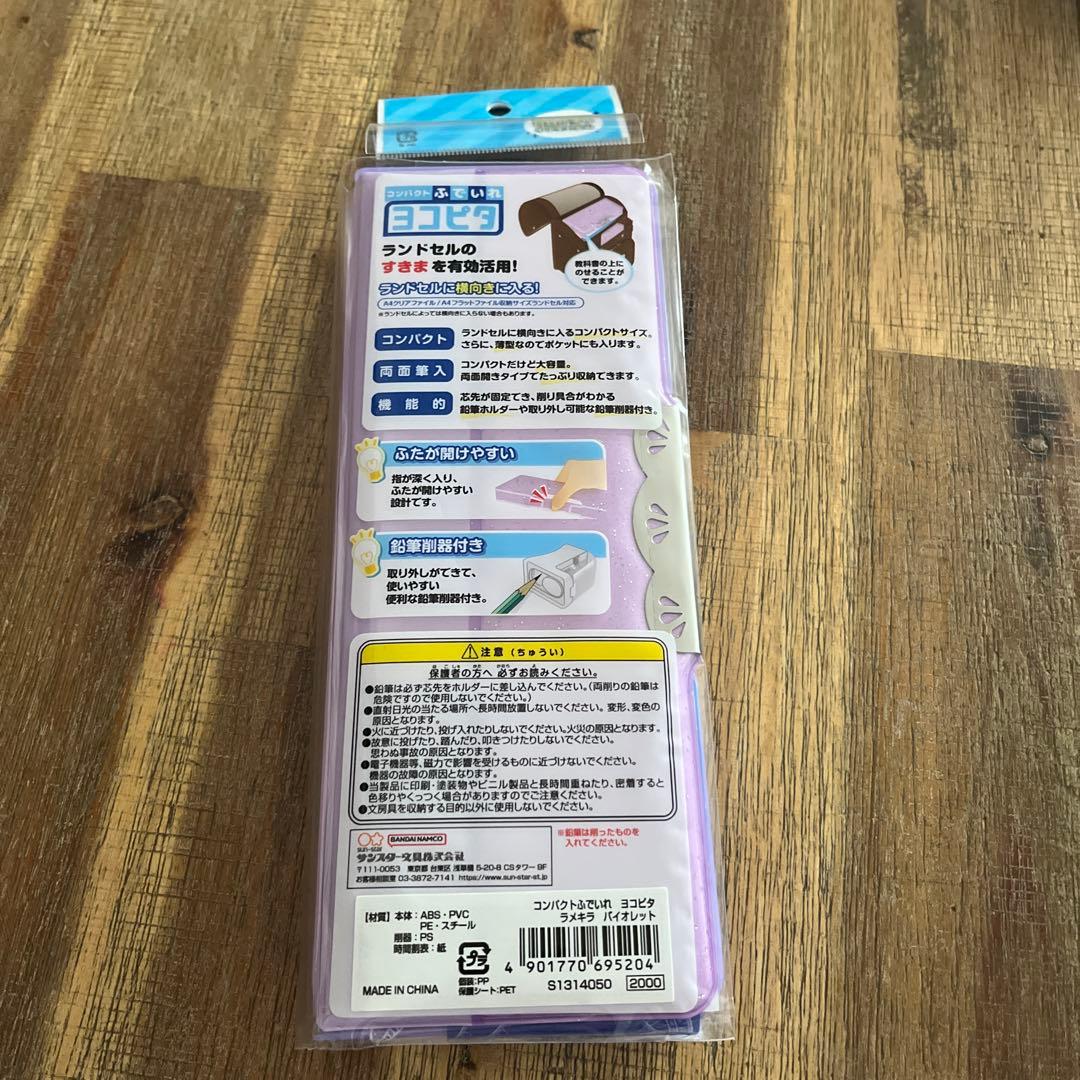 コンパクト ふでいれ
ヨコピタ
ランドセルの
すきまを有効活用!
教科書の上に
のせることが
できます。
ランドセルに横向きに入る!
A4クリアファイル/A4フラットファイル収納サイズランドセル対応
※ランドセルによっては横向きに入らない場合もあります。
コンパクト
ランドセルに横向きに入るコンパクトサイズ。
さらに、薄型なのでポケットにも入ります。
両面筆入
コンパクトだけど大容量。
両面開きタイプでたっぷり収納できます。
機能的
芯先が固定でき、削り具合がわかる
鉛筆ホルダーや取り外し可能な鉛筆削器付き。
ふたが開けやすい
指が深く入り、
ふたが開けやすい
設計です。
鉛筆削器付き
取り外しができて、
使いやすい
便利な鉛筆削器付き。
注意(ちゅうい)
保護者の方へ 必ずお読みください。
●鉛筆は必ず芯先をホルダーに差し込んでください。(両削りの鉛筆は
危険ですので使用しないでください。)
●直射日光の当たる場所へ長時間放置しないでください。変形、変色の
原因となります。
●火に近づけたり、投げ入れたりしないでください。火災の原因となります。
●故意に投げたり、踏んだり、叩きつけたりしないでください。
思わぬ事故の原因となります。
●電子機器等、磁力で影響を受けるものに近づけないでください。
機器の故障の原因となります。
●当製品に印刷・塗装物やビニル製品と長時間重ねたり、密着すると
色移りやくっつく場合がありますのでご注意ください。
●文房具を収納する目的以外に使用しないでください。
sun-star
BANDAI NAMCO
サンスター文具株式会社
〒111-0053 東京都 台東区 浅草橋 5-20-8 CSタワー 9F
お客様相談室 03-3872-7141 https://www.sun-star-st.jp
※鉛筆は削ったものを
入れてください。
【材質】本体:ABS・PVC
PE・スチール
削器:PS
時間割表:紙
MADE IN CHINA
プラ
個装:PP
保護シート:PET
コンパクトふでいれ ヨコピタ
ラメキラ バイオレット
4 901770 695204
S1314050 2000